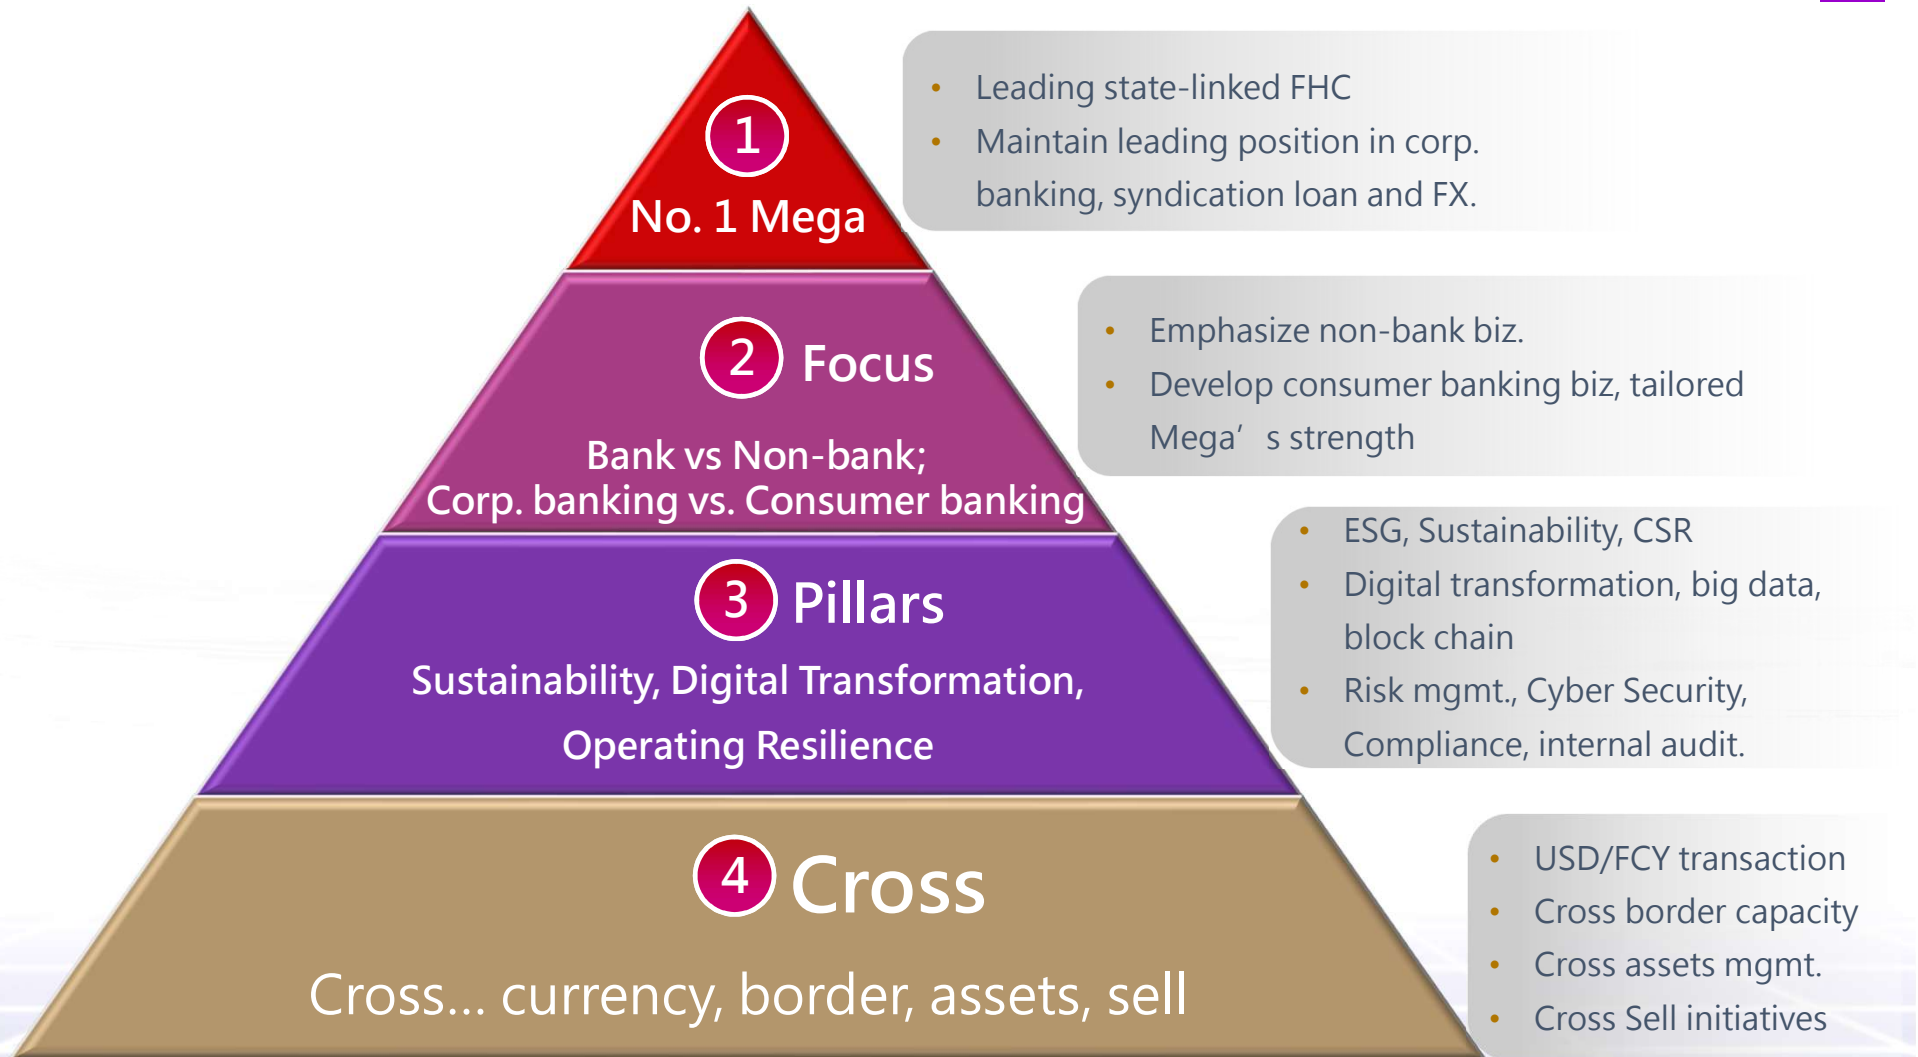 1
No. 1 Mega
• Leading state-linked FHC
• Maintain leading position in corp.
banking, syndication loan and FX.
2 Focus
Bank vs Non-bank;
Corp. banking vs. Consumer banking
• Emphasize non-bank biz.
• Develop consumer banking biz, tailored
Mega’s strength
3 Pillars
Sustainability, Digital Transformation,
Operating Resilience
• ESG, Sustainability, CSR
• Digital transformation, big data,
block chain
• Risk mgmt., Cyber Security,
Compliance, internal audit.
4 Cross
Cross... currency, border, assets, sell
• USD/FCY transaction
• Cross border capacity
• Cross assets mgmt.
• Cross Sell initiatives